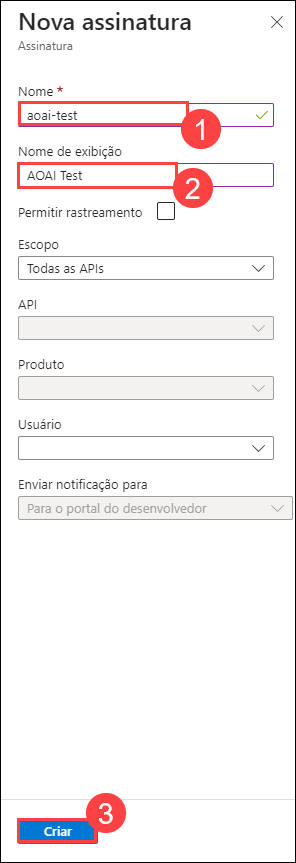 Nova assinatura
Assinatura
Nome *
aoai-test
1
Nome de exibição
AOAI Test
2
Permitir rastreamento
Escopo
Todas as APIs
API
Produto
Usuário
Enviar notificação para
Para o portal do desenvolvedor
3
Criar